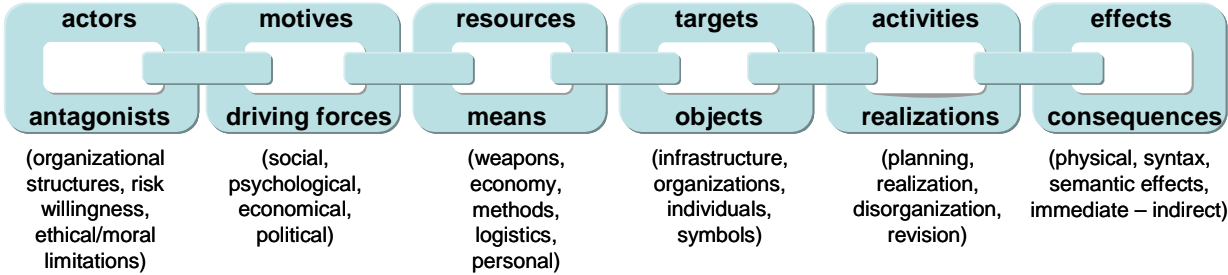 actors
antagonists
(organizational
structures, risk
willingness,
ethical/moral
limitations)
motives
driving forces
(social,
psychological,
economical,
political)
resources
means
(weapons,
economy,
methods,
logistics,
personal)
targets
objects
(infrastructure,
organizations,
individuals,
symbols)
activities
realizations
(planning,
realization,
disorganization,
revision)
effects
consequences
(physical, syntax,
semantic effects,
immediate – indirect)